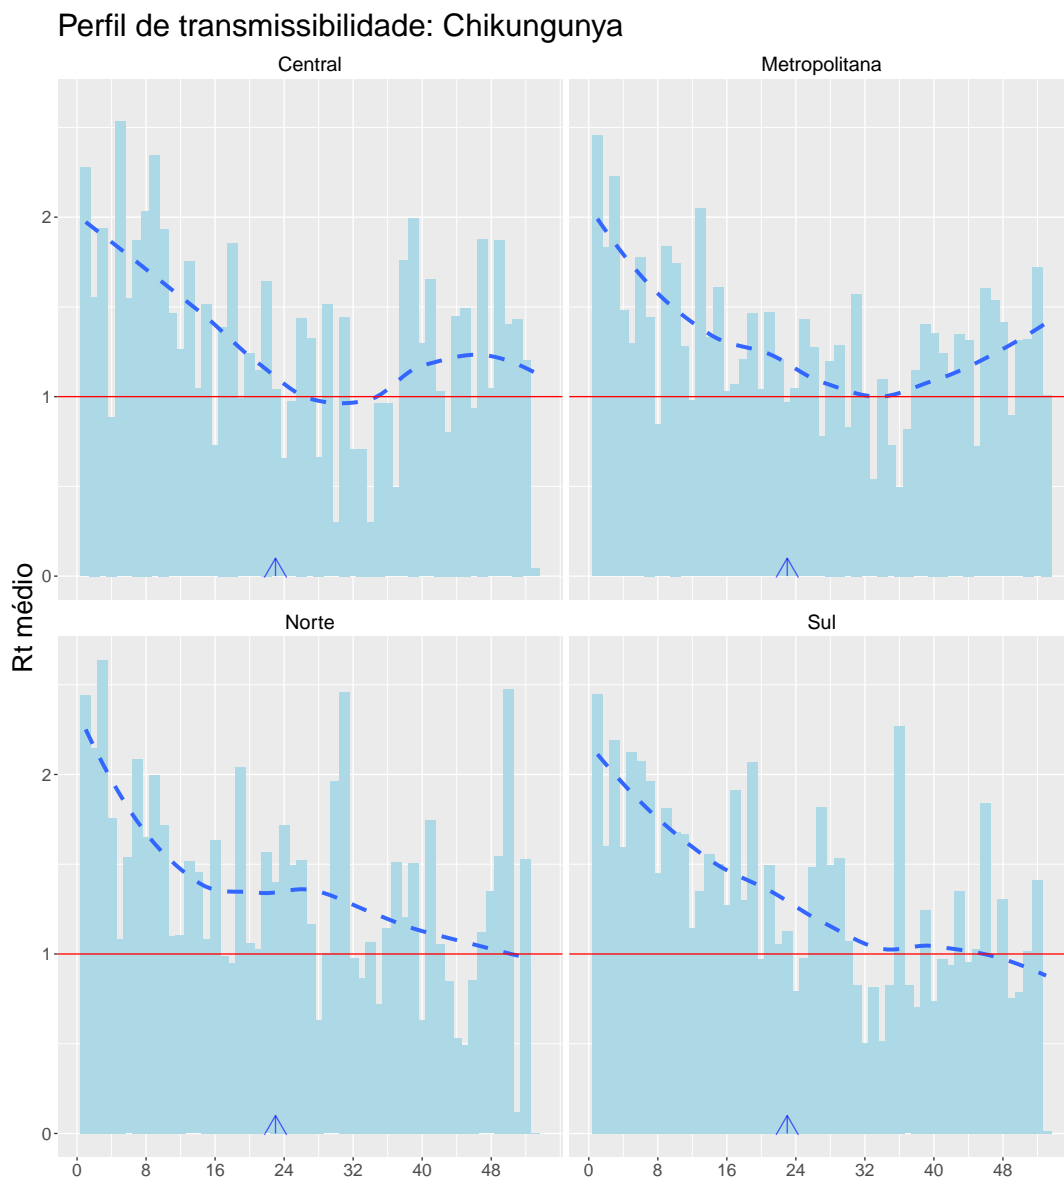 Perfil de transmissibilidade: Chikungunya
Central
Metropolitana
2
1
0
Norte
Sul
Rt médio
2
1
0
0 8 16 24 32 40 48
0 8 16 24 32 40 48